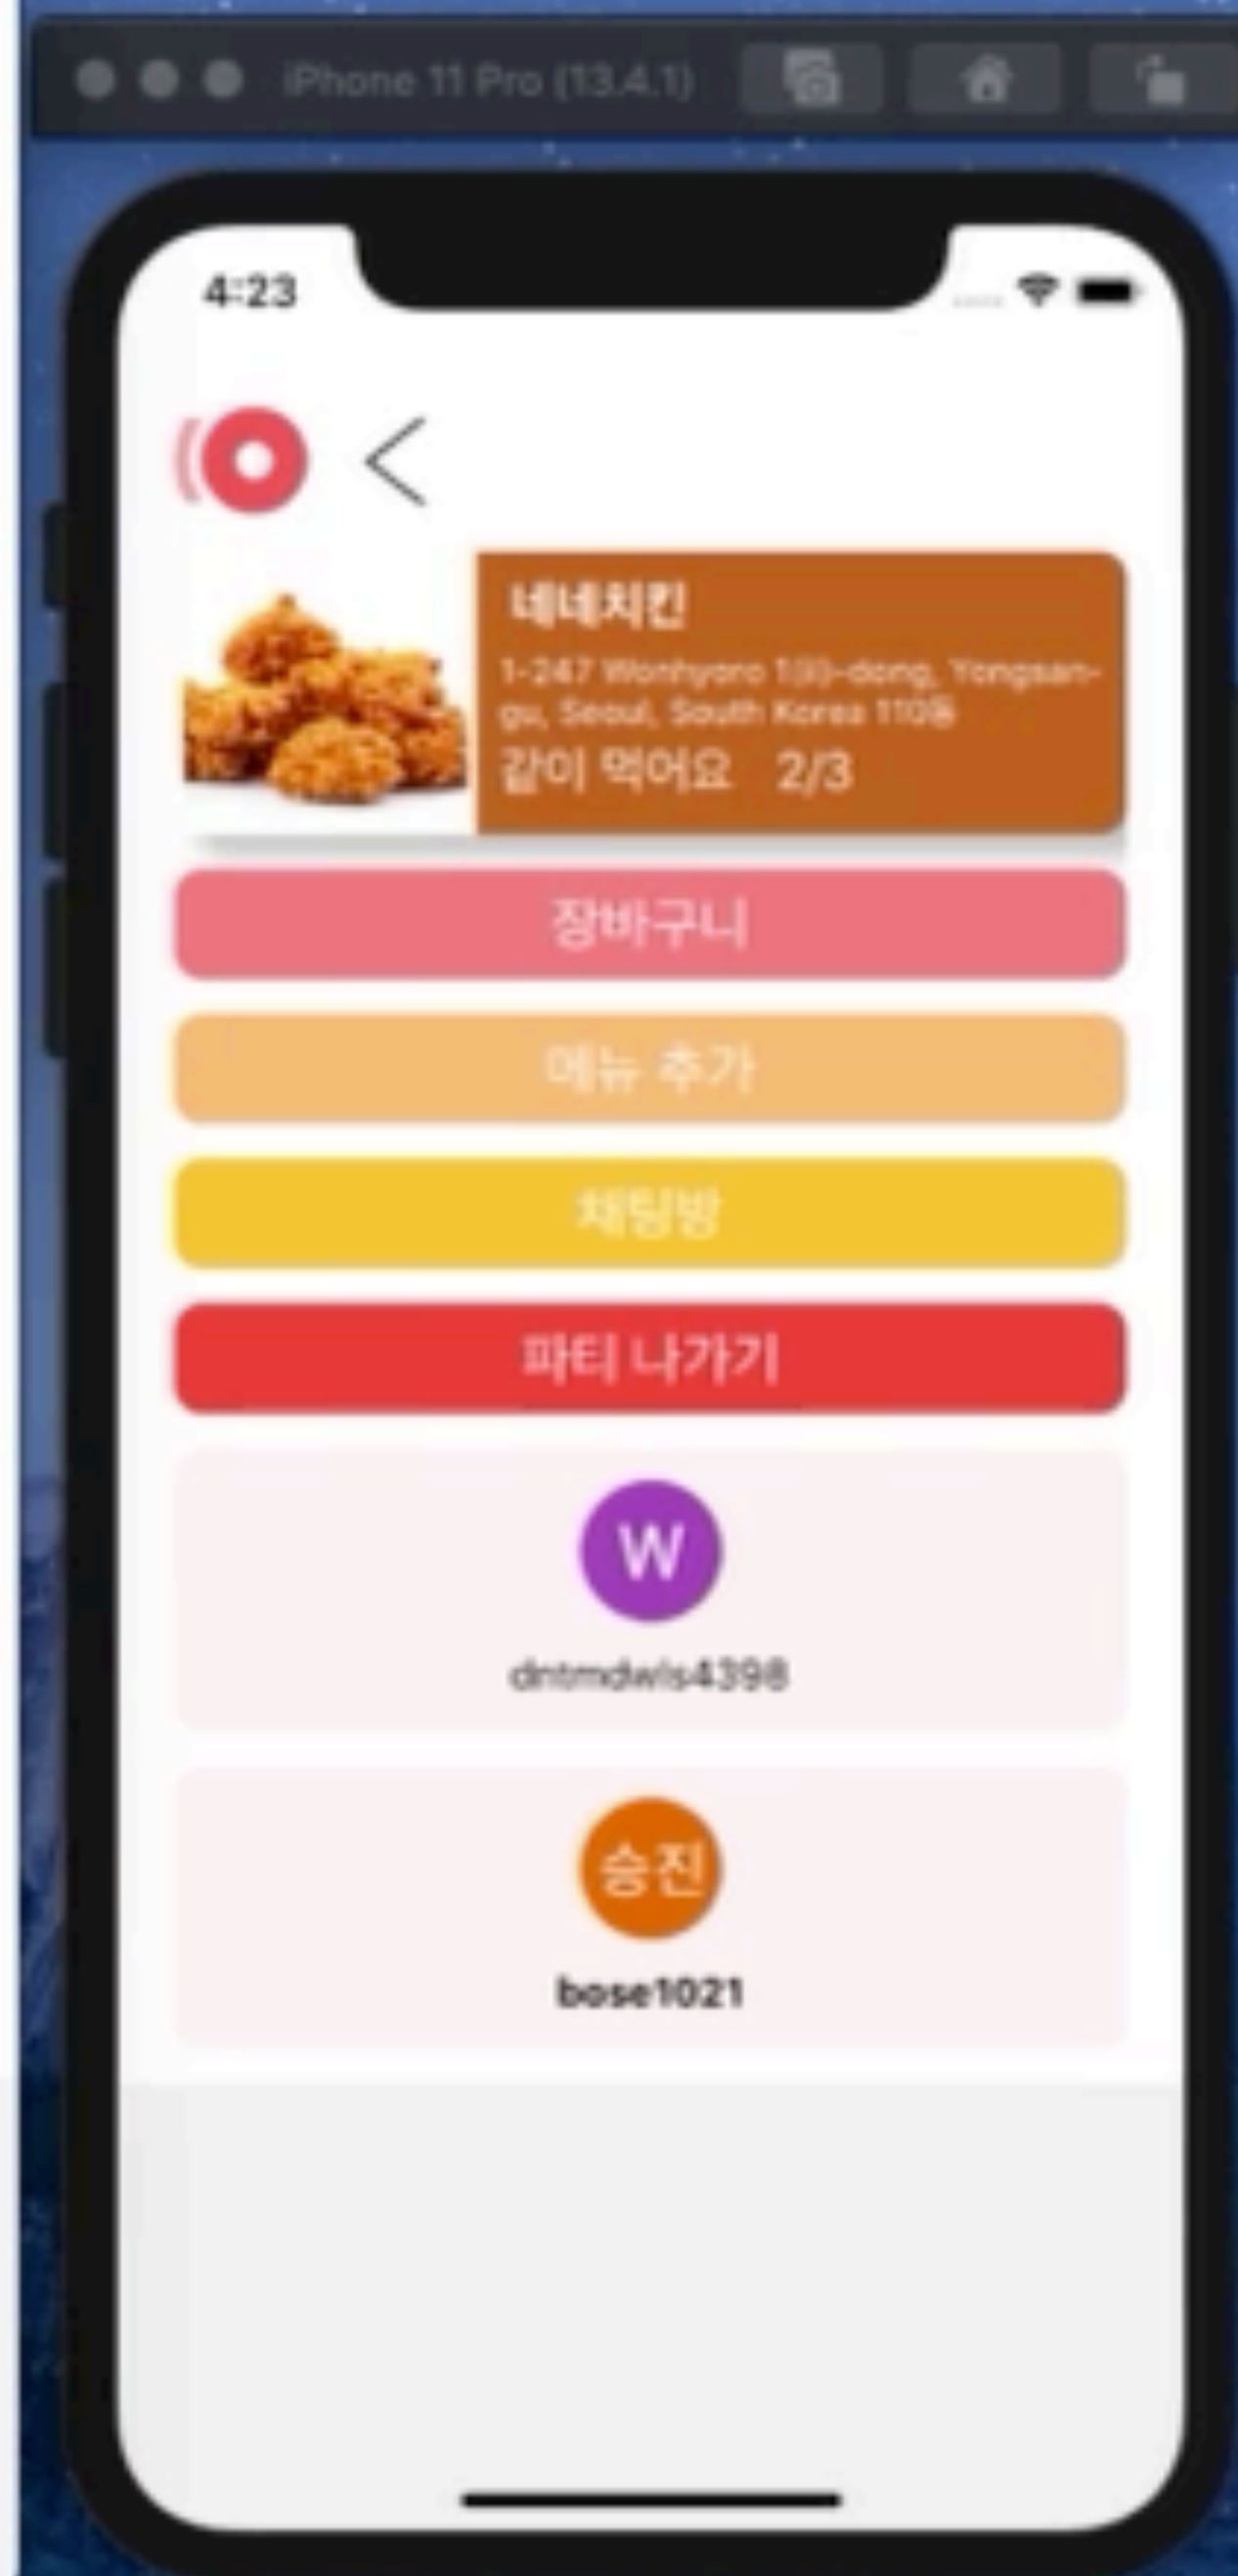 iPhone 11 Pro (13.4.1)
4:23
네네치킨
1-247 Wonhyoro 1(il)-dong, Yongsan-
gu, Seoul, South Korea 110동
같이 먹어요 2/3
장바구니
메뉴 추가
채팅방
파티 나가기
W
dntmdwls4398
승진
bose1021